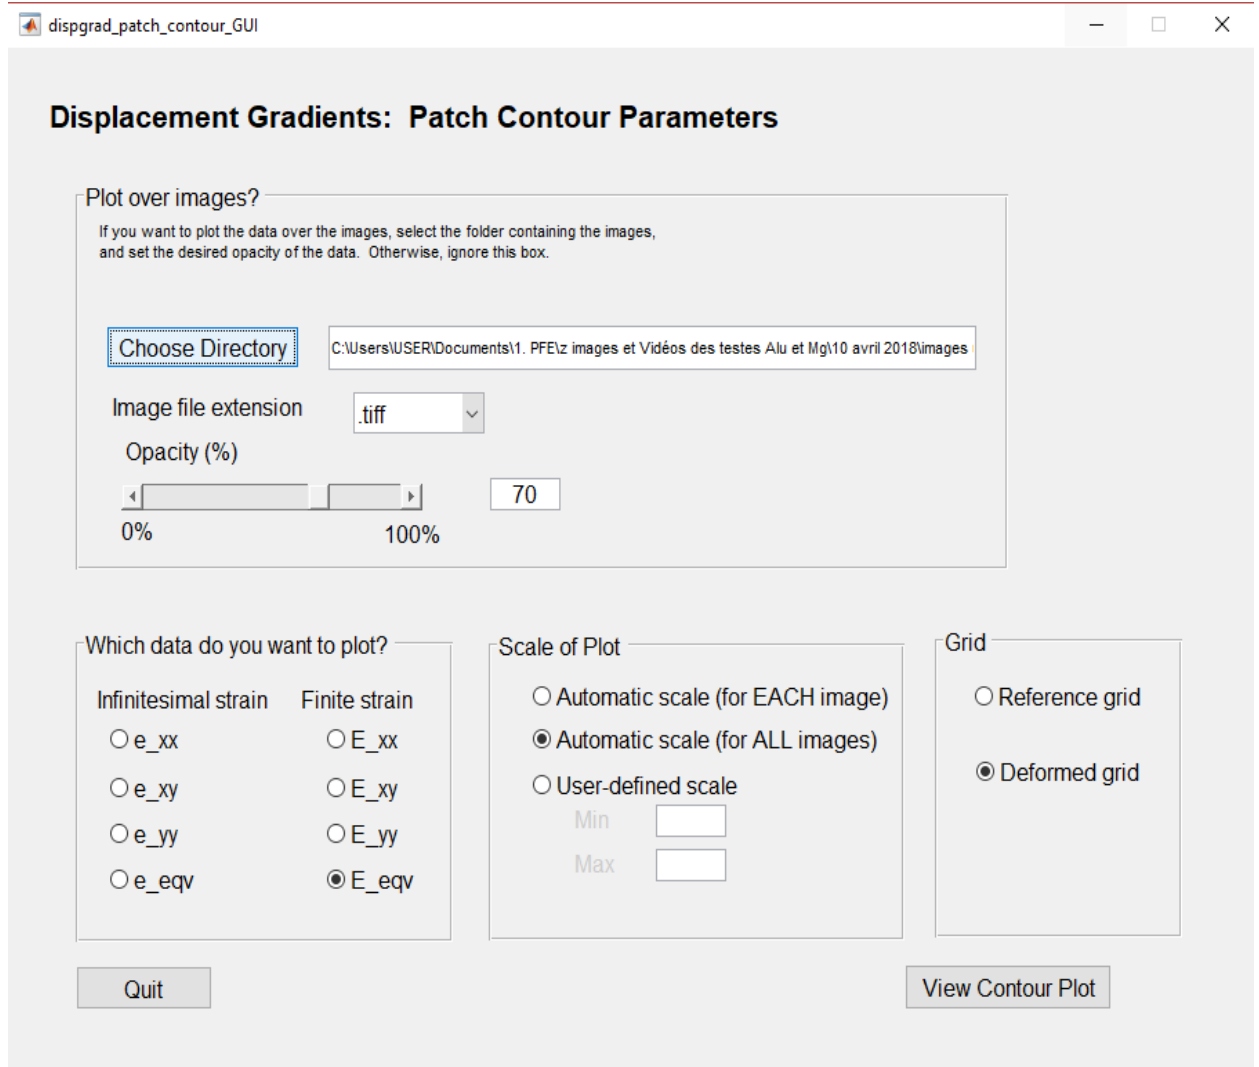 dispgrad_patch_contour_GUI
Displacement Gradients: Patch Contour Parameters
Plot over images?
If you want to plot the data over the images, select the folder containing the images,
and set the desired opacity of the data. Otherwise, ignore this box.
Choose Directory
C:\Users\USER\Documents\1. PFE\z images et Vidéos des testes Alu et Mg\10 avril 2018\images
Image file extension
.tiff
Opacity (%)
70
0%
100%
Which data do you want to plot?
Infinitesimal strain Finite strain
e_xx E_xx
e_xy E_xy
e_yy E_yy
e_eqv E_eqv
Scale of Plot
Automatic scale (for EACH image)
Automatic scale (for ALL images)
User-defined scale
Min
Max
Grid
Reference grid
Deformed grid
Quit
View Contour Plot